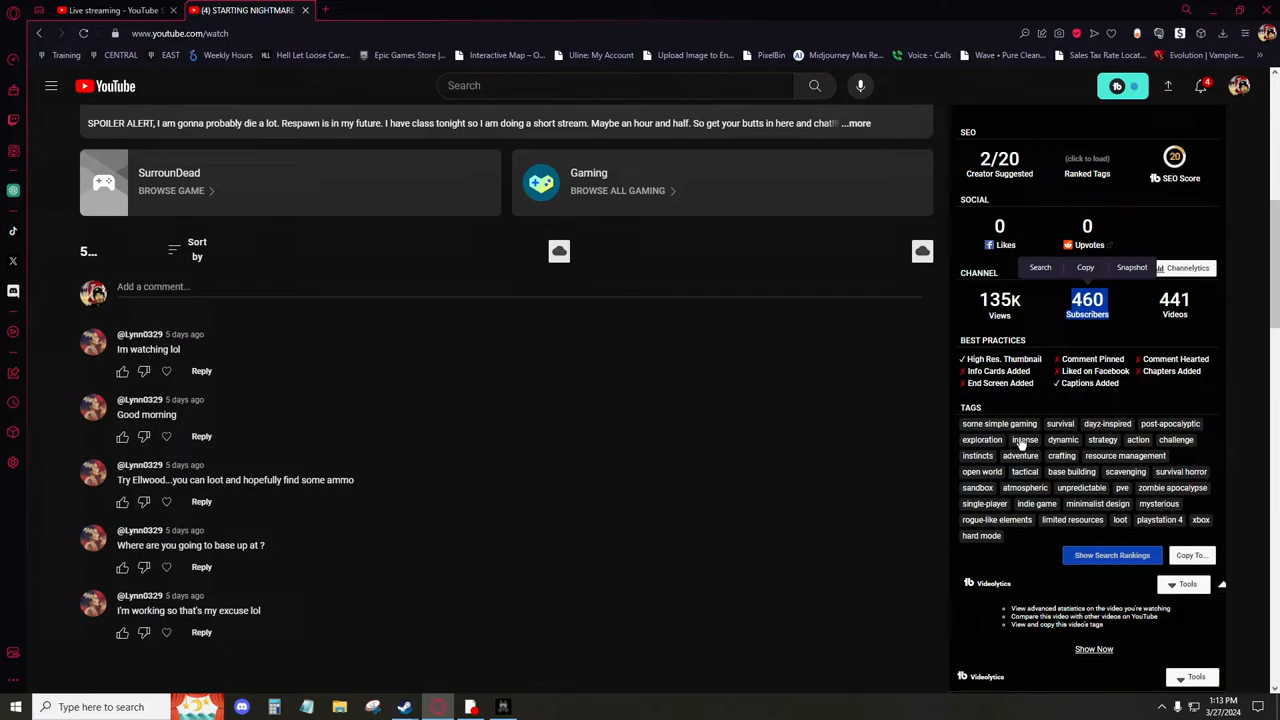 Live streaming - YouTube S
(4) STARTING NIGHTMARE
www.youtube.com/watch
Training
CENTRAL
EAST
Weekly Hours
Hell Let Loose Care...
Epic Games Store |...
Interactive Map – O...
Uline: My Account
Upload Image to En...
PixelBin
Midjourney Max Re...
Voice - Calls
Wave • Pure Clean...
Sales Tax Rate Locat...
Evolution | Vampire...
YouTube
Search
4
SPOILER ALERT, I am gonna probably die a lot. Respawn is in my future. I have class tonight so I am doing a short stream. Maybe an hour and half. So get your butts in here and chat!!! ...more
SurrounDead
BROWSE GAME
Gaming
BROWSE ALL GAMING
5...
Sort by
Add a comment...
@Lynn0329 5 days ago
Im watching lol
Reply
@Lynn0329 5 days ago
Good morning
Reply
@Lynn0329 5 days ago
Try Ellwood...you can loot and hopefully find some ammo
Reply
@Lynn0329 5 days ago
Where are you going to base up at ?
Reply
@Lynn0329 5 days ago
I'm working so that's my excuse lol
Reply
SEO
2/20
Creator Suggested
(click to load)
Ranked Tags
20
SEO Score
SOCIAL
0
Likes
0
Upvotes
Search
Copy
Snapshot
CHANNEL
Channelytics
135K
Views
460
Subscribers
441
Videos
BEST PRACTICES
✓ High Res. Thumbnail
✗ Comment Pinned
✗ Comment Hearted
✗ Info Cards Added
✗ Liked on Facebook
✗ Chapters Added
✗ End Screen Added
✓ Captions Added
TAGS
some simple gaming survival dayz-inspired post-apocalyptic
exploration intense dynamic strategy action challenge
instincts adventure crafting resource management
open world tactical base building scavenging survival horror
sandbox atmospheric unpredictable pve zombie apocalypse
single-player indie game minimalist design mysterious
rogue-like elements limited resources loot playstation 4 xbox
hard mode
Show Search Rankings
Copy To...
Videolytics
Tools
View advanced statistics on the video you're watching
Compare this video with other videos on YouTube
View and copy this video's tags
Show Now
Videolytics
Tools
Type here to search
1:13 PM
3/27/2024